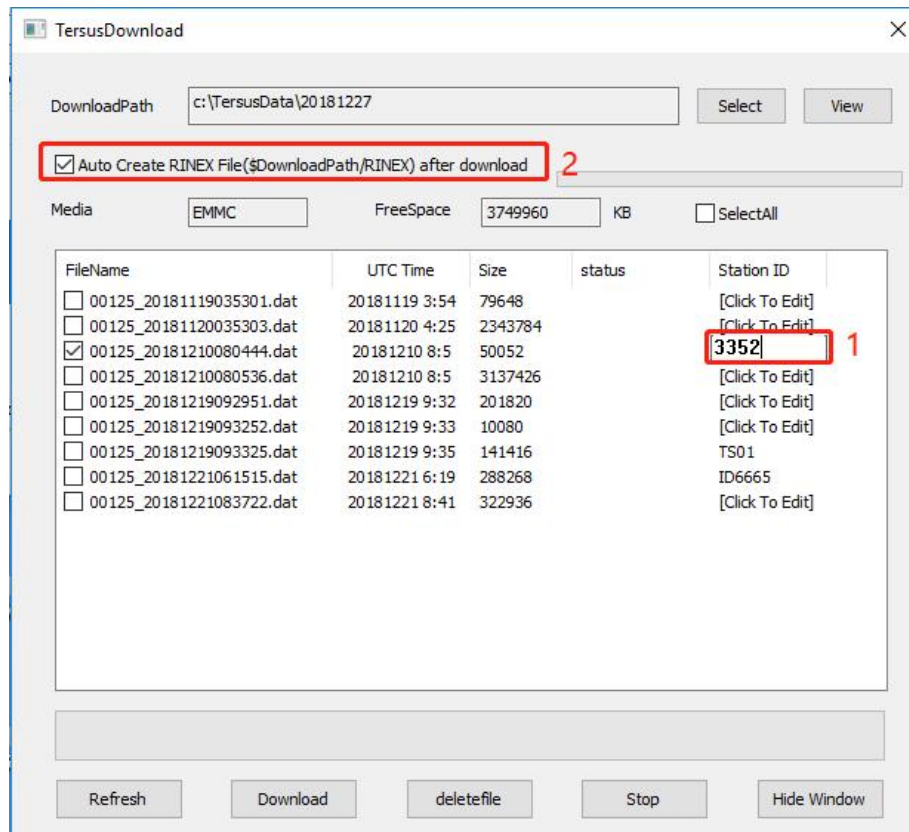 TersusDownload
DownloadPath c:\TersusData\20181227 Select View
Auto Create RINEX File($DownloadPath/RINEX) after download 2
Media EMMC FreeSpace 3749960 KB SelectAll
FileName UTC Time Size status Station ID
00125_20181119035301.dat 20181119 3:54 79648 [Click To Edit]
00125_20181120035303.dat 20181120 4:25 2343784 [Click To Edit]
00125_20181210080444.dat 20181210 8:5 50052 3352 1
00125_20181210080536.dat 20181210 8:5 3137426 [Click To Edit]
00125_20181219092951.dat 20181219 9:32 201820 [Click To Edit]
00125_20181219093252.dat 20181219 9:33 10080 [Click To Edit]
00125_20181219093325.dat 20181219 9:35 141416 TS01
00125_20181221061515.dat 20181221 6:19 288268 ID6665
00125_20181221083722.dat 20181221 8:41 322936 [Click To Edit]
Refresh Download deletefile Stop Hide Window